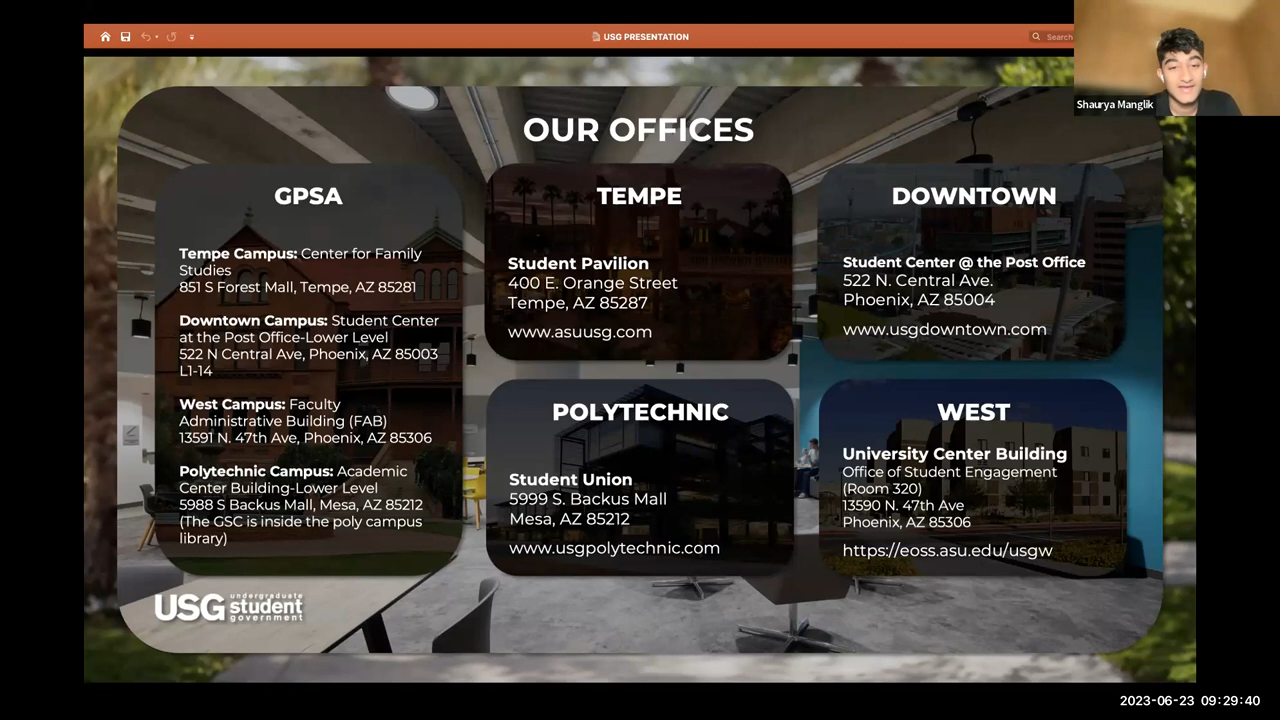 USG PRESENTATION
Search
Shaurya Manglik
OUR OFFICES
GPSA
Tempe Campus: Center for Family
Studies
851 S Forest Mall, Tempe, AZ 85281
Downtown Campus: Student Center
at the Post Office-Lower Level
522 N Central Ave, Phoenix, AZ 85003
L1-14
West Campus: Faculty
Administrative Building (FAB)
13591 N. 47th Ave, Phoenix, AZ 85306
Polytechnic Campus: Academic
Center Building-Lower Level
5988 S Backus Mall, Mesa, AZ 85212
(The GSC is inside the poly campus
library)
TEMPE
Student Pavilion
400 E. Orange Street
Tempe, AZ 85287
www.asuusg.com
DOWNTOWN
Student Center @ the Post Office
522 N. Central Ave.
Phoenix, AZ 85004
www.usgdowntown.com
POLYTECHNIC
Student Union
5999 S. Backus Mall
Mesa, AZ 85212
www.usgpolytechnic.com
WEST
University Center Building
Office of Student Engagement
(Room 320)
13590 N. 47th Ave
Phoenix, AZ 85306
https://eoss.asu.edu/usgw
USG undergraduate
student
government
2023-06-23 09:29:40